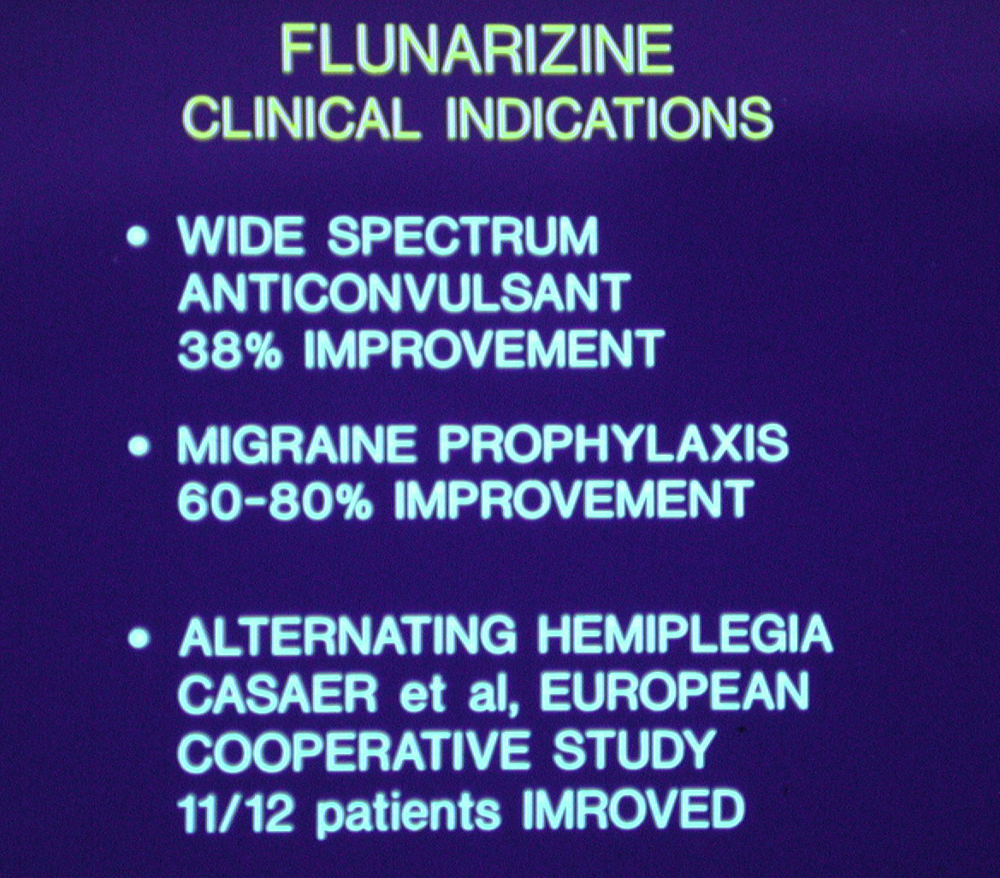 FLUNARIZINE
CLINICAL INDICATIONS
• WIDE SPECTRUM
ANTICONVULSANT
38% IMPROVEMENT
• MIGRAINE PROPHYLAXIS
60-80% IMPROVEMENT
• ALTERNATING HEMIPLEGIA
CASAER et al, EUROPEAN
COOPERATIVE STUDY
11/12 patients IMROVED